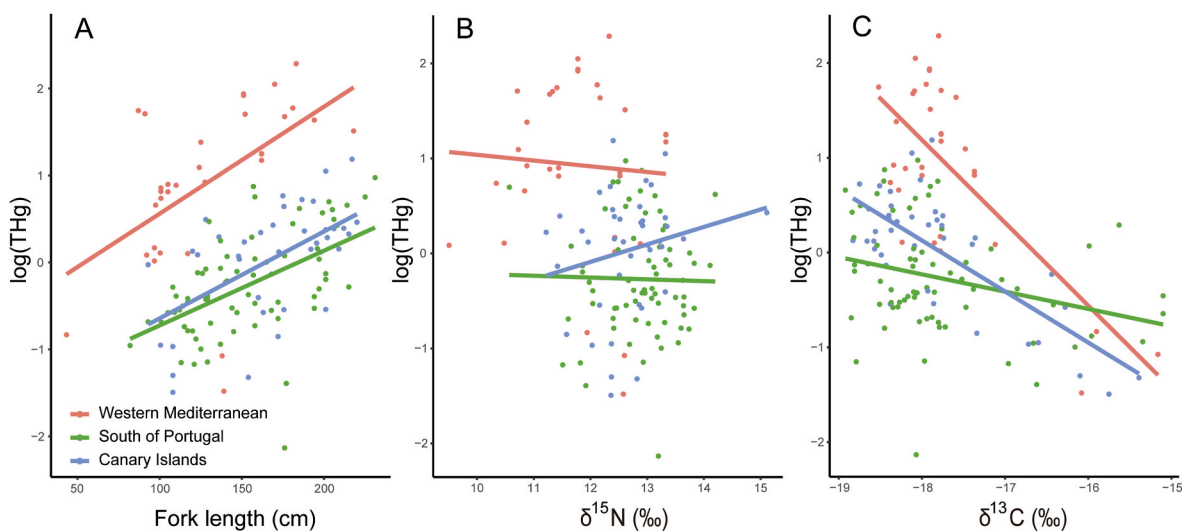 A
B
C
log(THg)
2
1
0
−1
−2
50
100
150
200
Fork length (cm)
Western Mediterranean
South of Portugal
Canary Islands
log(THg)
2
1
0
−1
−2
10
11
12
13
14
15
δ¹⁵N (‰)
log(THg)
2
1
0
−1
−2
−19
−18
−17
−16
−15
δ¹³C (‰)